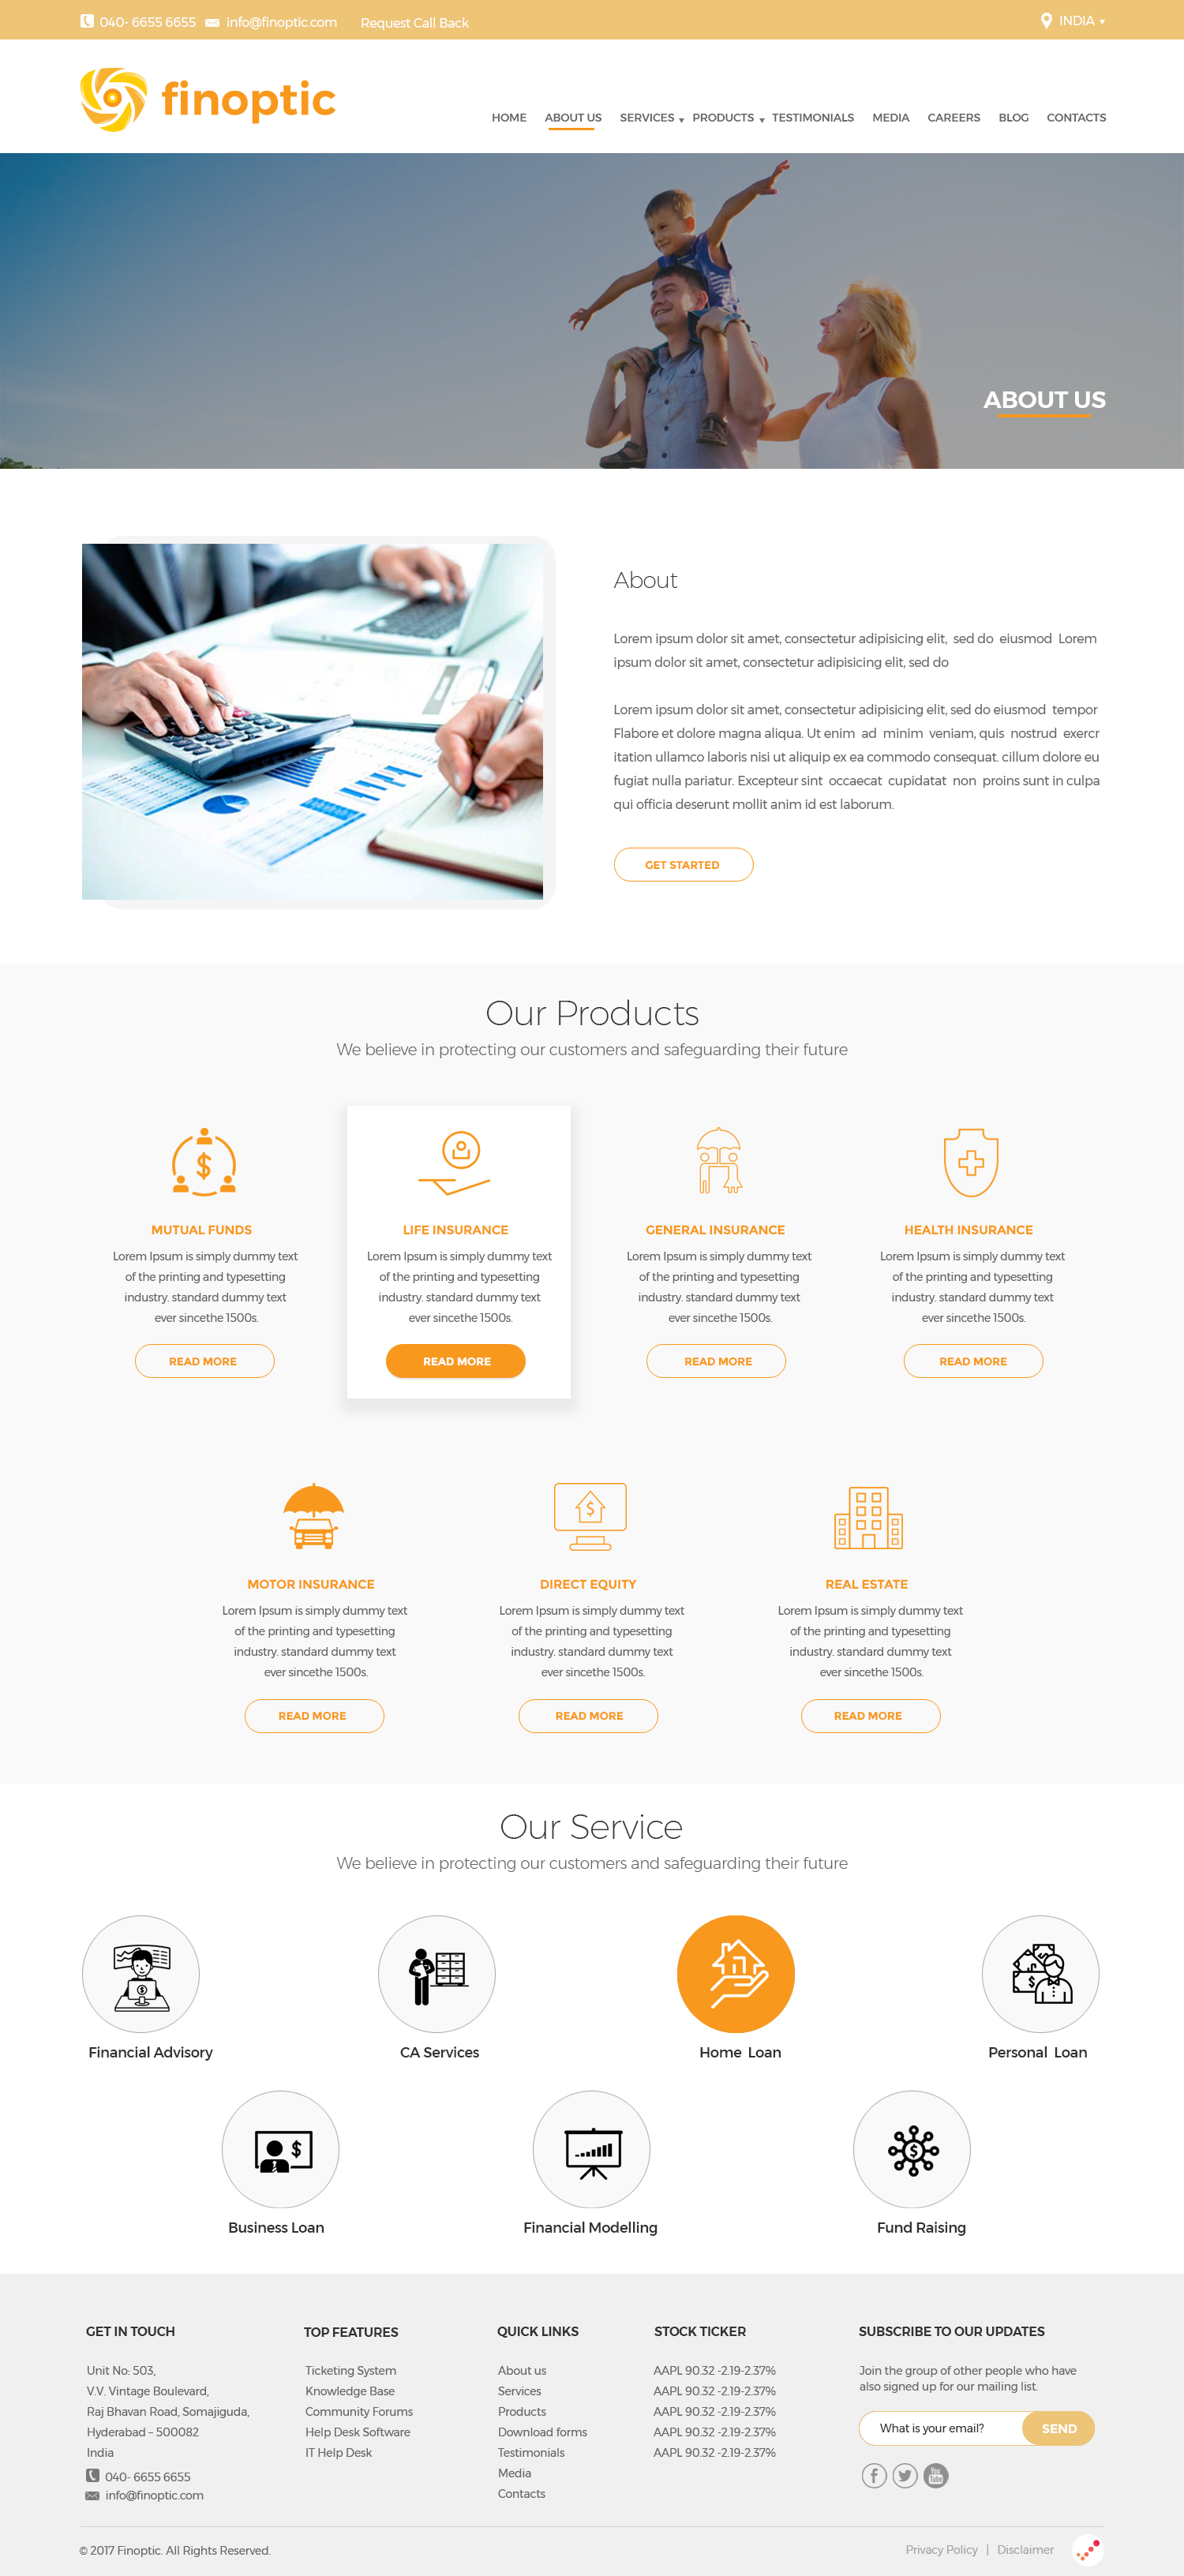 040- 6655 6655 info@finoptic.com Request Call Back INDIA
finoptic
HOME ABOUT US SERVICES PRODUCTS TESTIMONIALS MEDIA CAREERS BLOG CONTACTS
ABOUT US
About
Lorem ipsum dolor sit amet, consectetur adipisicing elit, sed do eiusmod Lorem
ipsum dolor sit amet, consectetur adipisicing elit, sed do
Lorem ipsum dolor sit amet, consectetur adipisicing elit, sed do eiusmod tempor
Flabore et dolore magna aliqua. Ut enim ad minim veniam, quis nostrud exercr
itation ullamco laboris nisi ut aliquip ex ea commodo consequat. cillum dolore eu
fugiat nulla pariatur. Excepteur sint occaecat cupidatat non proins sunt in culpa
qui officia deserunt mollit anim id est laborum.
GET STARTED
Our Products
We believe in protecting our customers and safeguarding their future
MUTUAL FUNDS
Lorem Ipsum is simply dummy text
of the printing and typesetting
industry. standard dummy text
ever sincethe 1500s.
READ MORE
LIFE INSURANCE
Lorem Ipsum is simply dummy text
of the printing and typesetting
industry. standard dummy text
ever sincethe 1500s.
READ MORE
GENERAL INSURANCE
Lorem Ipsum is simply dummy text
of the printing and typesetting
industry. standard dummy text
ever sincethe 1500s.
READ MORE
HEALTH INSURANCE
Lorem Ipsum is simply dummy text
of the printing and typesetting
industry. standard dummy text
ever sincethe 1500s.
READ MORE
MOTOR INSURANCE
Lorem Ipsum is simply dummy text
of the printing and typesetting
industry. standard dummy text
ever sincethe 1500s.
READ MORE
DIRECT EQUITY
Lorem Ipsum is simply dummy text
of the printing and typesetting
industry. standard dummy text
ever sincethe 1500s.
READ MORE
REAL ESTATE
Lorem Ipsum is simply dummy text
of the printing and typesetting
industry. standard dummy text
ever sincethe 1500s.
READ MORE
Our Service
We believe in protecting our customers and safeguarding their future
Financial Advisory
CA Services
Home Loan
Personal Loan
Business Loan
Financial Modelling
Fund Raising
GET IN TOUCH
Unit No: 503,
V.V. Vintage Boulevard,
Raj Bhavan Road, Somajiguda,
Hyderabad – 500082
India
040- 6655 6655
info@finoptic.com
TOP FEATURES
Ticketing System
Knowledge Base
Community Forums
Help Desk Software
IT Help Desk
QUICK LINKS
About us
Services
Products
Download forms
Testimonials
Media
Contacts
STOCK TICKER
AAPL 90.32 -2.19-2.37%
AAPL 90.32 -2.19-2.37%
AAPL 90.32 -2.19-2.37%
AAPL 90.32 -2.19-2.37%
AAPL 90.32 -2.19-2.37%
SUBSCRIBE TO OUR UPDATES
Join the group of other people who have
also signed up for our mailing list.
What is your email? SEND
You
Tube
© 2017 Finoptic. All Rights Reserved.
Privacy Policy | Disclaimer